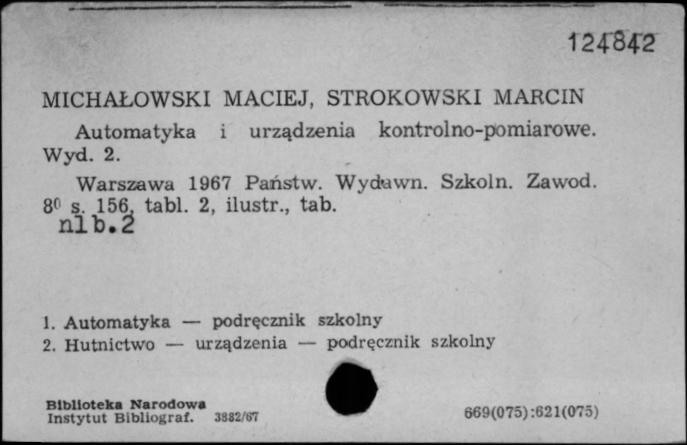 124842
MICHAŁOWSKI MACIEJ, STROKOWSKI MARCIN
Automatyka i urządzenia kontrolno-pomiarowe.
Wyd. 2.
Warszawa 1967 Państw. Wydawn. Szkoln. Zawod.
8⁰ s. 156, tabl. 2, ilustr., tab.
nlb.2
1. Automatyka — podręcznik szkolny
2. Hutnictwo — urządzenia — podręcznik szkolny
Biblioteka Narodowa
Instytut Bibliograf. 3882/67
669(075):621(075)